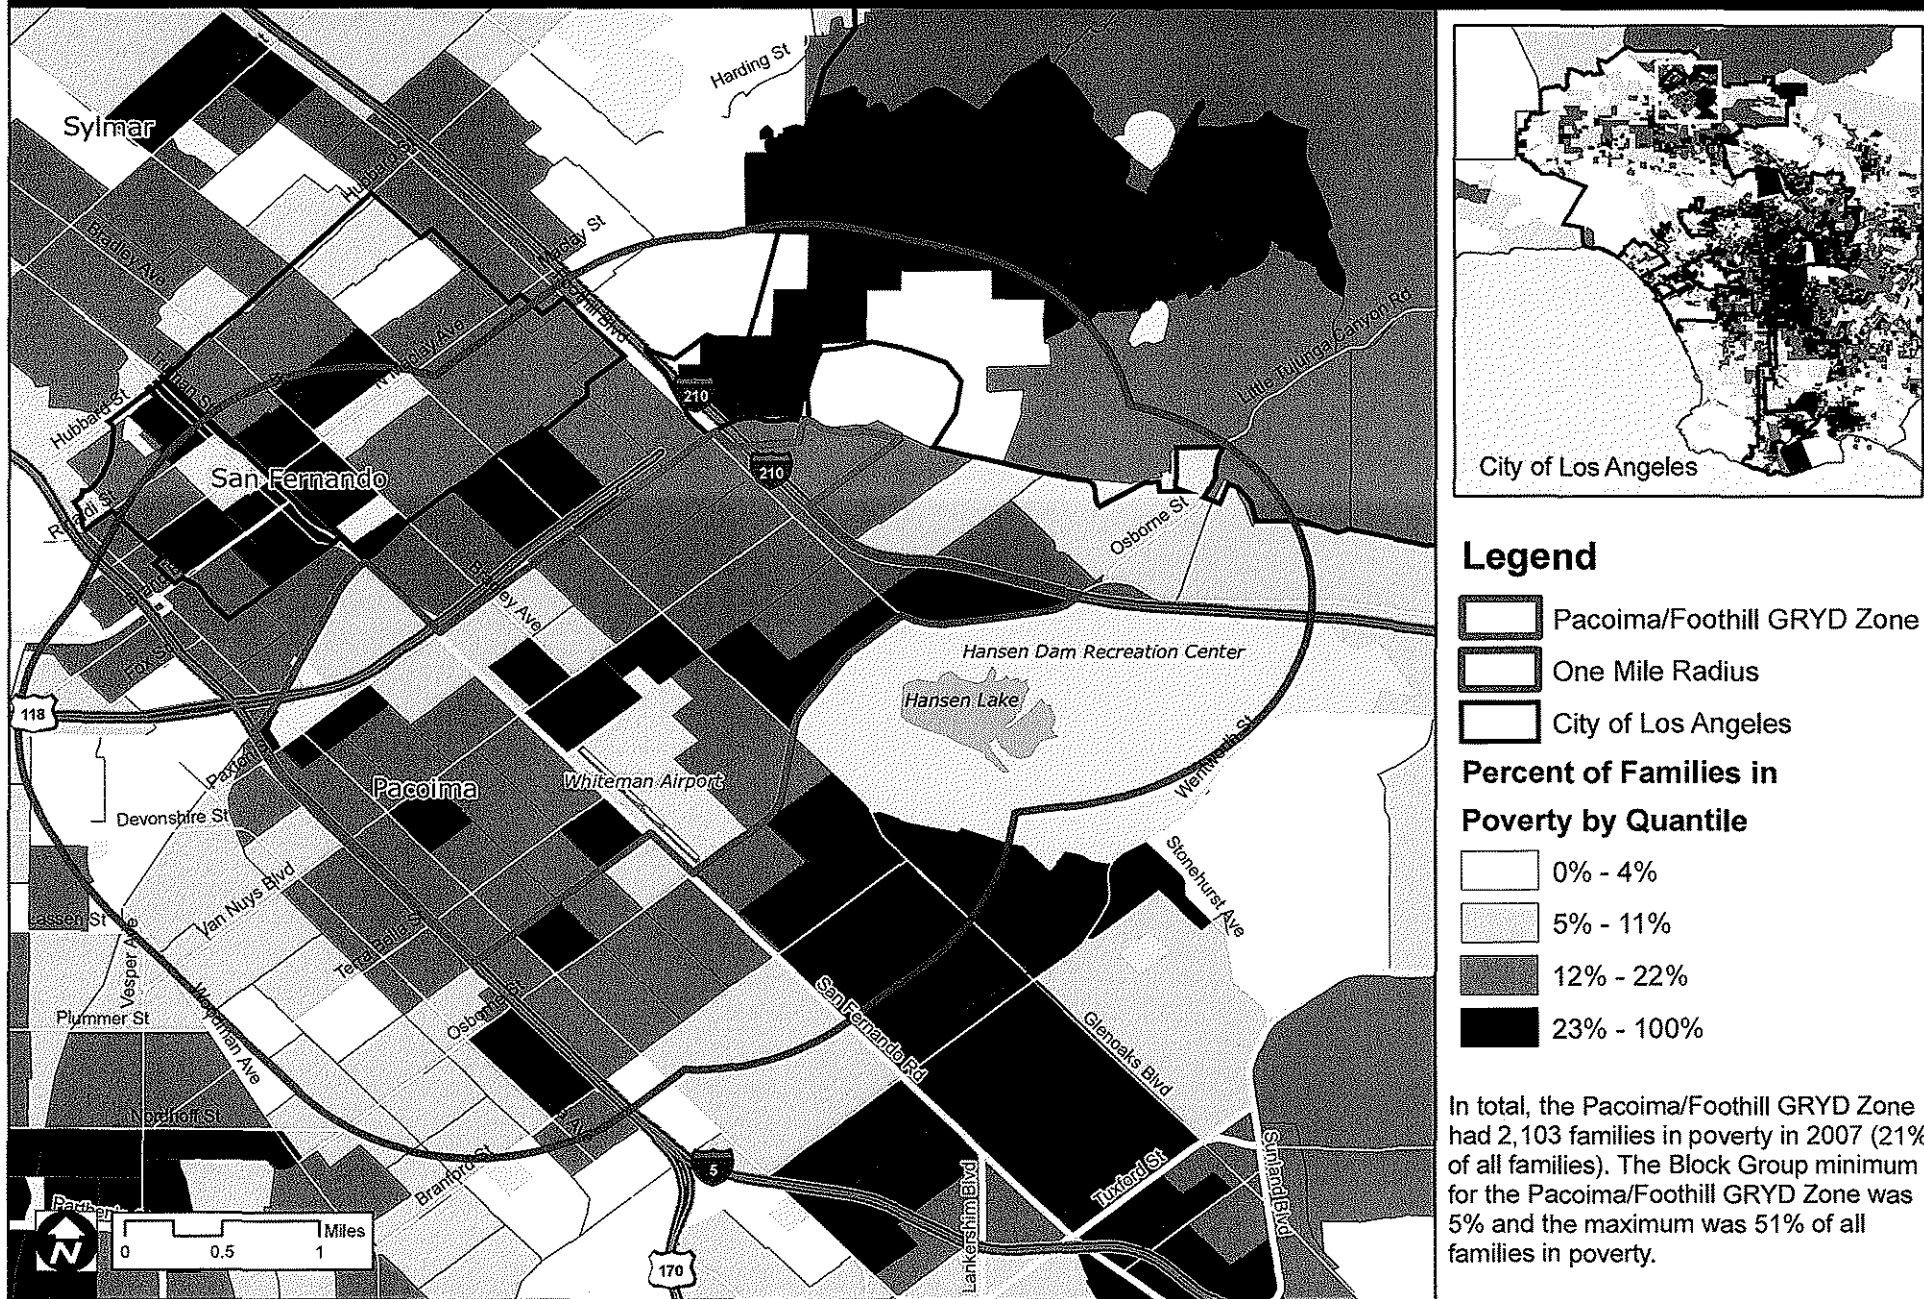 Harding St
Sylmar
Hubbard St
Maclay St
Bradley Ave
Foothill Blvd
N Maclay Ave
Truman St
Hubbard St
210
Little Tujunga Canyon Rd
San Fernando
210
Rinaldi St
Osborne St
Bradley Ave
Fox St
Hansen Dam Recreation Center
Hansen Lake
118
Wentworth St
Paxton
Pacoima
Whiteman Airport
Devonshire St
Stonehurst Ave
Van Nuys Blvd
Lassen St
Vesper Ave
Terra Bella St
Woodman Ave
Plummer St
Osborne St
San Fernando Rd
Glenoaks Blvd
Nordhoff St
Ave
Sunland Blvd
Branford St
5
Lankershim Blvd
Tuxford St
Parthenia
N
Miles
0 0.5 1
170
City of Los Angeles
Legend
Pacoima/Foothill GRYD Zone
One Mile Radius
City of Los Angeles
Percent of Families in
Poverty by Quantile
0% - 4%
5% - 11%
12% - 22%
23% - 100%
In total, the Pacoima/Foothill GRYD Zone
had 2,103 families in poverty in 2007 (21%
of all families). The Block Group minimum
for the Pacoima/Foothill GRYD Zone was
5% and the maximum was 51% of all
families in poverty.